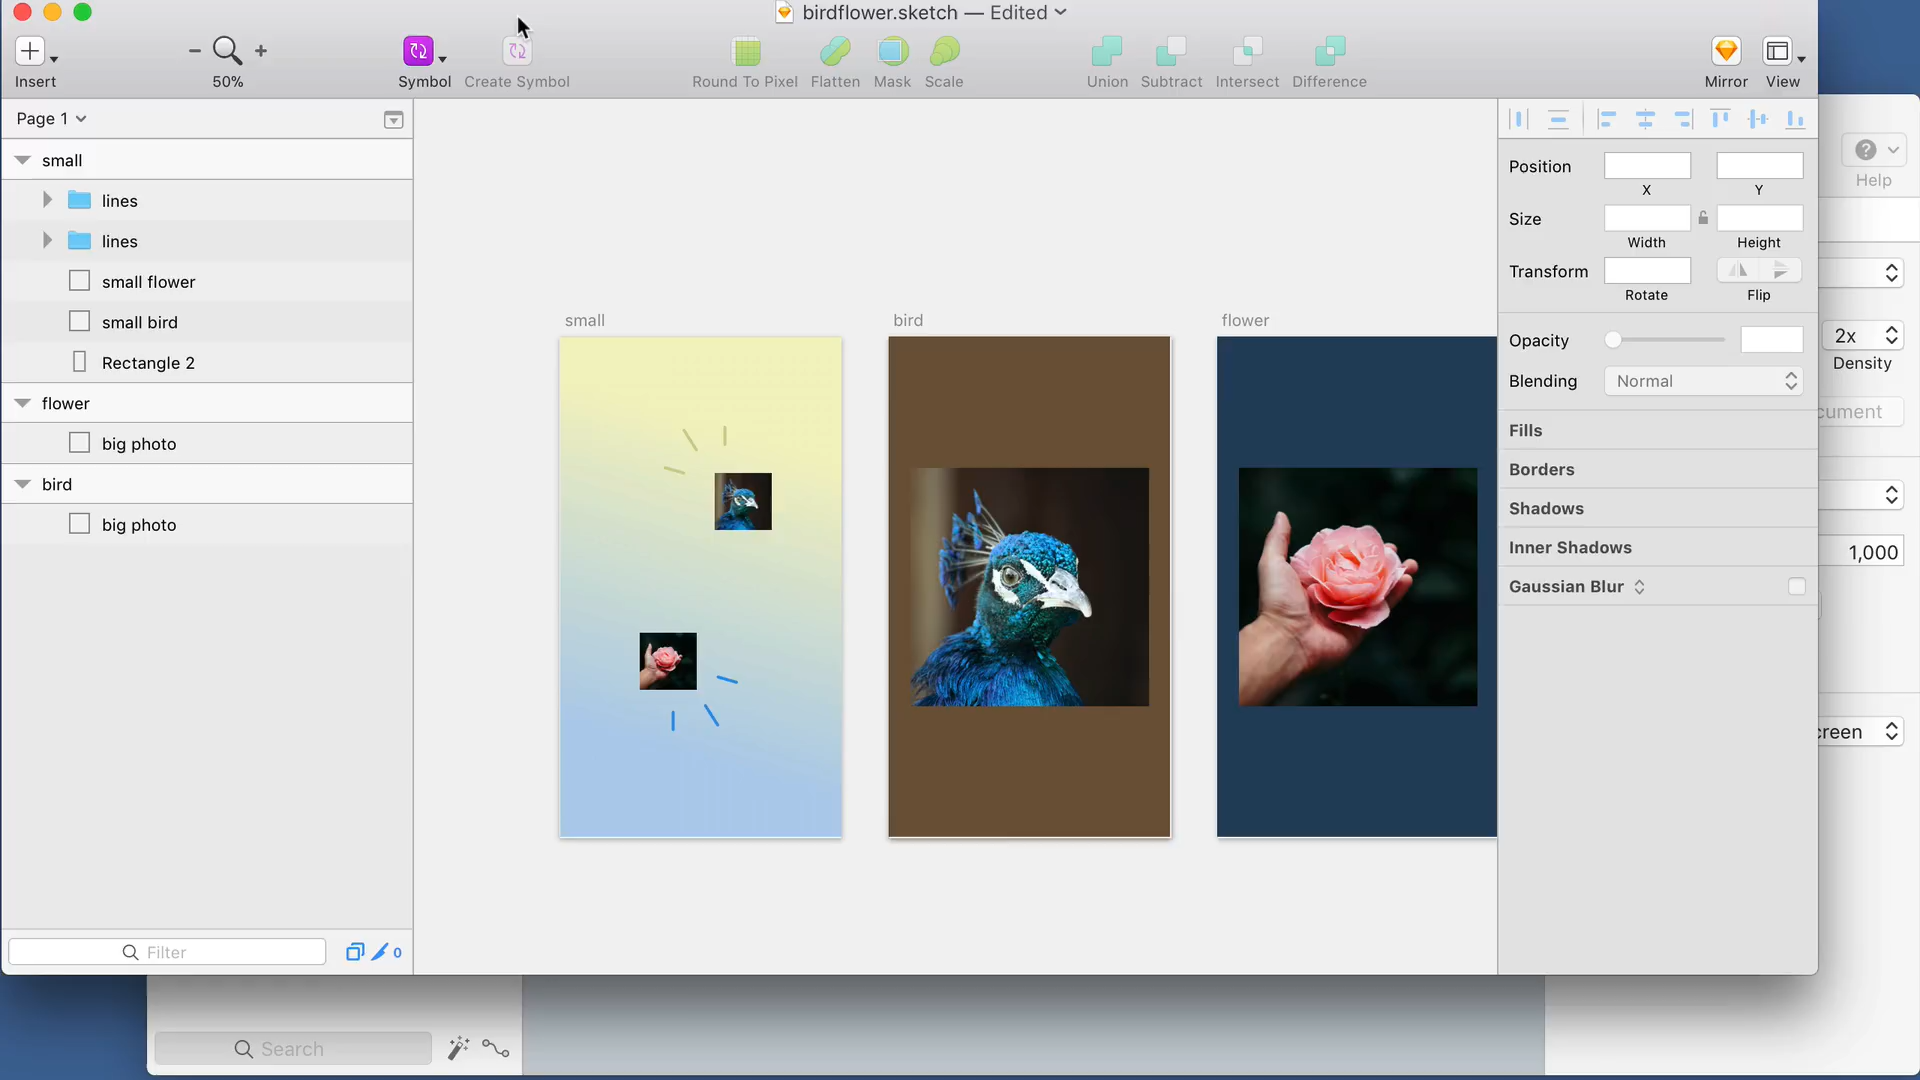 birdflower.sketch — Edited
Insert
50%
Symbol
Create Symbol
Round To Pixel
Flatten
Mask
Scale
Union
Subtract
Intersect
Difference
Mirror
View
Page 1
small
lines
lines
small flower
small bird
Rectangle 2
flower
big photo
bird
big photo
Filter
0
small
bird
flower
Position
X
Y
Size
Width
Height
Transform
Rotate
Flip
Opacity
Blending
Normal
Fills
Borders
Shadows
Inner Shadows
Gaussian Blur
Help
2x
Density
cument
1,000
creen
Search